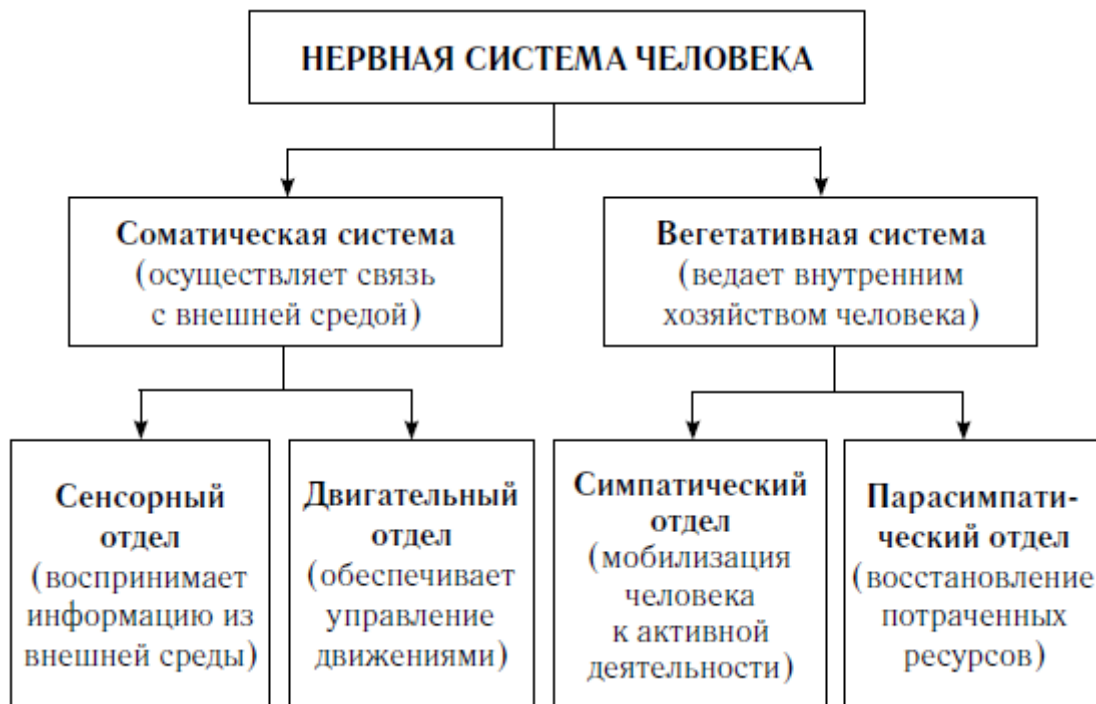 НЕРВНАЯ СИСТЕМА ЧЕЛОВЕКА
Соматическая система
(осуществляет связь
с внешней средой)
Вегетативная система
(ведает внутренним
хозяйством человека)
Сенсорный
отдел
(воспринимает
информацию из
внешней среды)
Двигательный
отдел
(обеспечивает
управление
движениями)
Симпатический
отдел
(мобилизация
человека
к активной
деятельности)
Парасимпати-
ческий отдел
(восстановление
потраченных
ресурсов)